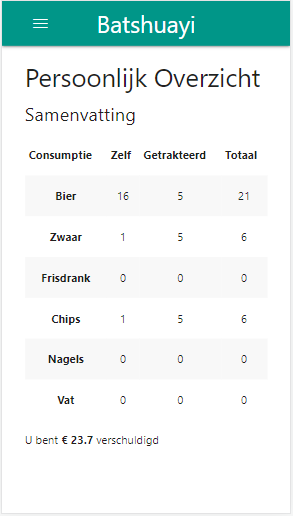 Batshuayi
Persoonlijk Overzicht
Samenvatting
Consumptie Zelf Getrakteerd Totaal
Bier 16 5 21
Zwaar 1 5 6
Frisdrank 0 0 0
Chips 1 5 6
Nagels 0 0 0
Vat 0 0 0
U bent € 23.7 verschuldigd